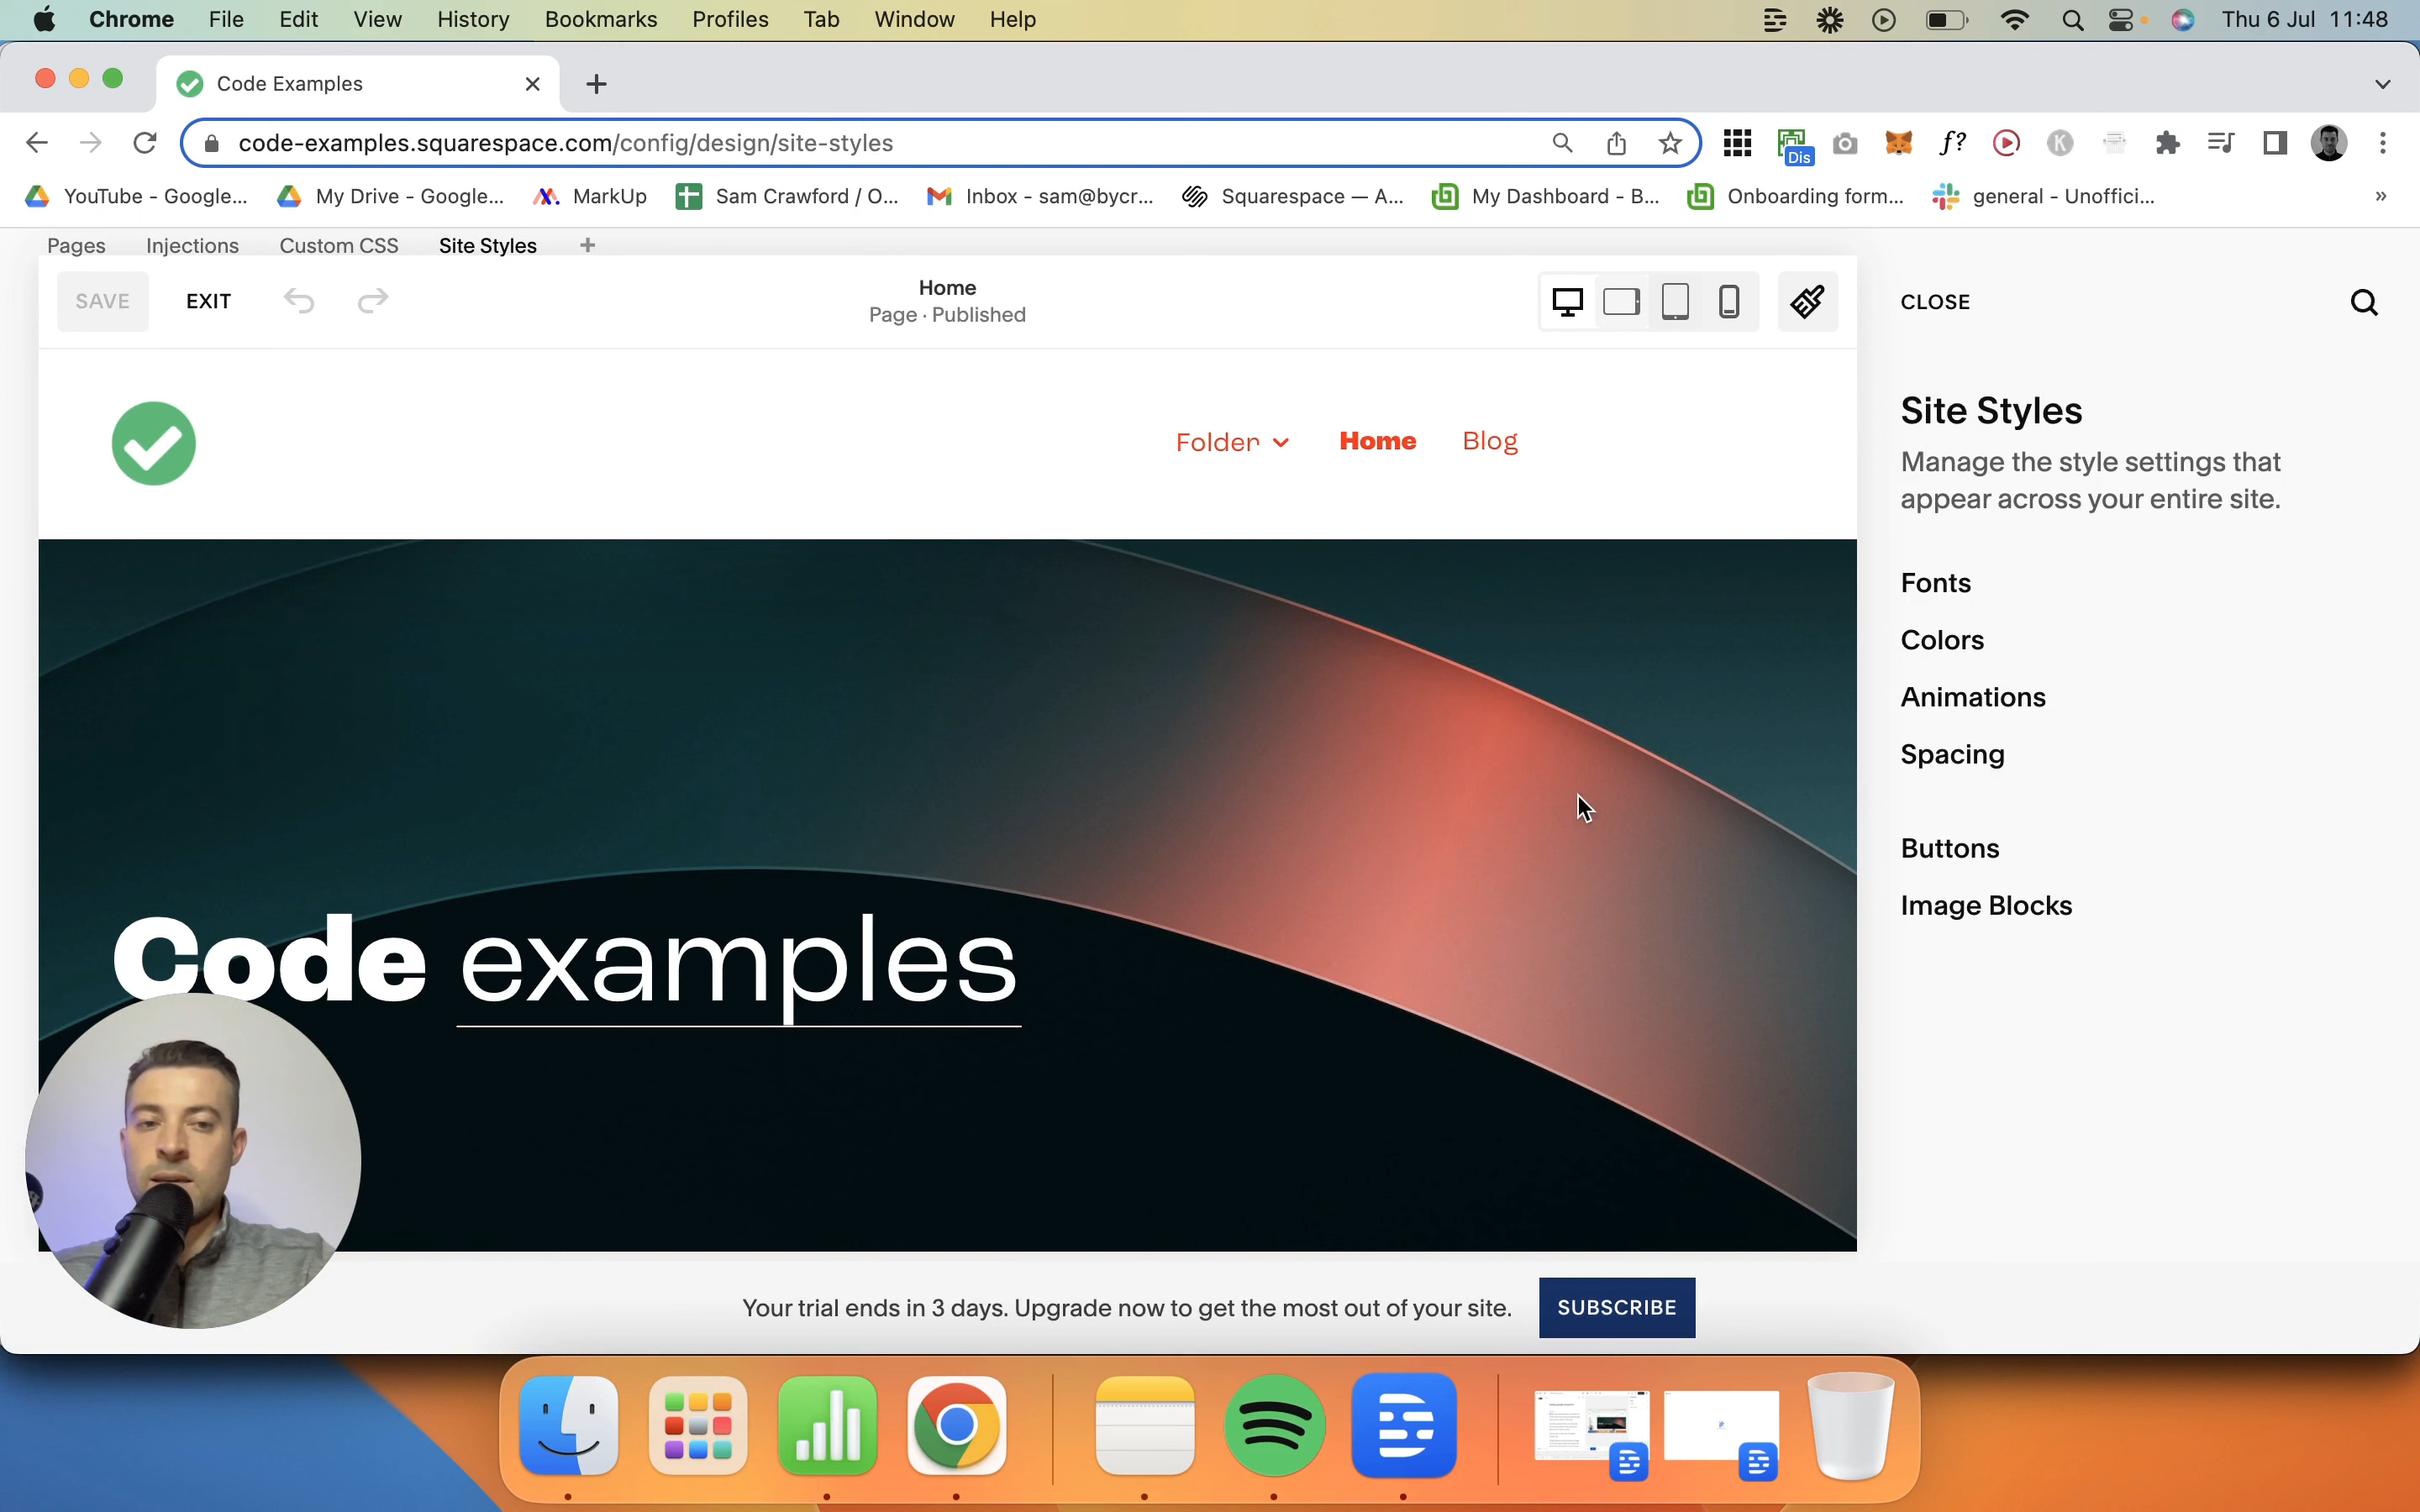 Chrome File Edit View History Bookmarks Profiles Tab Window Help Thu 6 Jul 11:48
Code Examples
code-examples.squarespace.com/config/design/site-styles
f? Dis K
YouTube - Google... My Drive - Google... MarkUp Sam Crawford / O... Inbox - sam@bycr... Squarespace — A... My Dashboard - B... Onboarding form... general - Unoffici... »
Pages Injections Custom CSS Site Styles +
SAVE EXIT
Home
Page · Published
CLOSE
Folder Home Blog
Site Styles
Manage the style settings that
appear across your entire site.
Fonts
Colors
Animations
Spacing
Buttons
Image Blocks
Code examples
Your trial ends in 3 days. Upgrade now to get the most out of your site. SUBSCRIBE